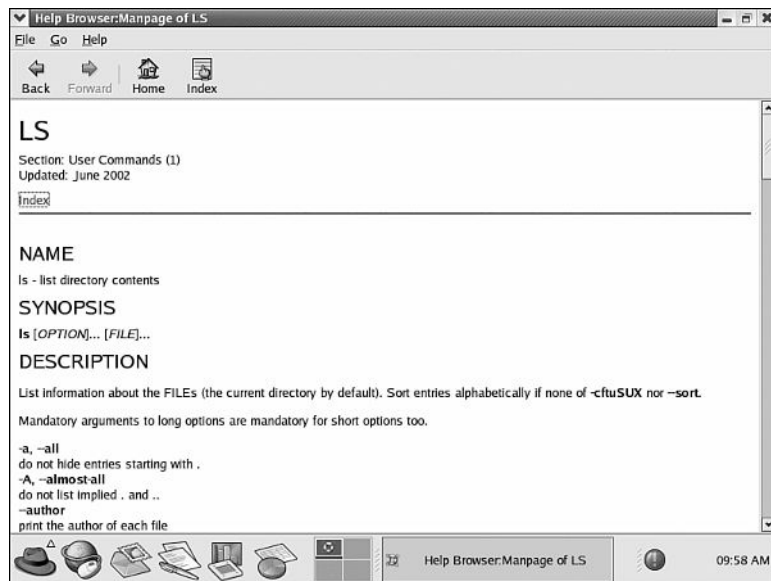 Help Browser:Manpage of LS
File Go Help
Back Forward Home Index
LS
Section: User Commands (1)
Updated: June 2002
Index
NAME
ls - list directory contents
SYNOPSIS
ls [OPTION]... [FILE]...
DESCRIPTION
List information about the FILEs (the current directory by default). Sort entries alphabetically if none of -cftuSUX nor --sort.
Mandatory arguments to long options are mandatory for short options too.
-a, --all
do not hide entries starting with .
-A, --almost-all
do not list implied . and ..
--author
print the author of each file
Help Browser:Manpage of LS
09:58 AM